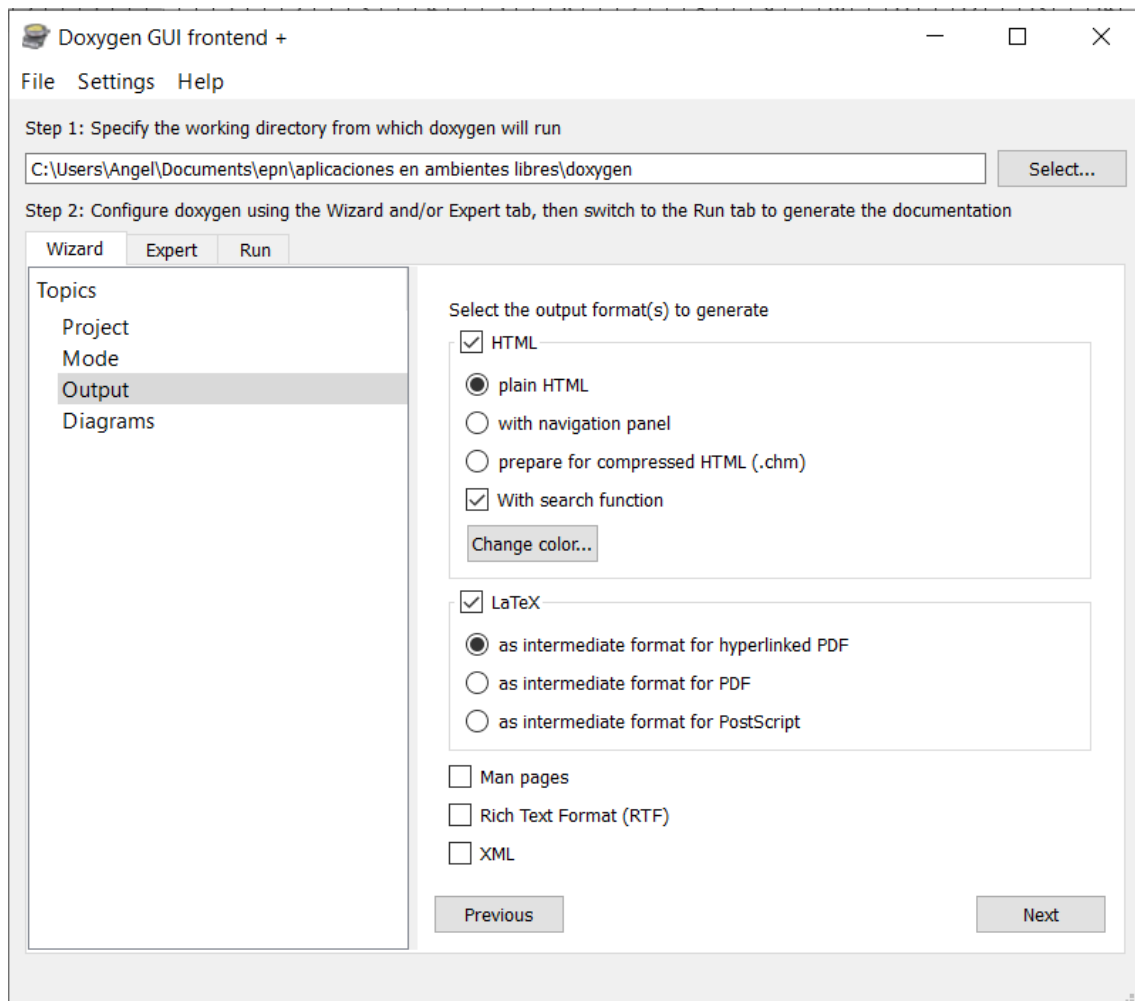 Doxygen GUI frontend +
File Settings Help
Step 1: Specify the working directory from which doxygen will run
C:\Users\Angel\Documents\epn\aplicaciones en ambientes libres\doxygen Select...
Step 2: Configure doxygen using the Wizard and/or Expert tab, then switch to the Run tab to generate the documentation
Wizard Expert Run
Topics
Project
Mode
Output
Diagrams
Select the output format(s) to generate
HTML
plain HTML
with navigation panel
prepare for compressed HTML (.chm)
With search function
Change color...
LaTeX
as intermediate format for hyperlinked PDF
as intermediate format for PDF
as intermediate format for PostScript
Man pages
Rich Text Format (RTF)
XML
Previous Next